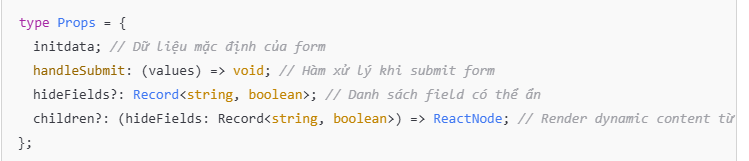 type Props = {
initdata; // Dữ liệu mặc định của form
handleSubmit: (values) => void; // Hàm xử lý khi submit form
hideFields?: Record<string, boolean>; // Danh sách field có thể ẩn
children?: (hideFields: Record<string, boolean>) => ReactNode; // Render dynamic content từ
};